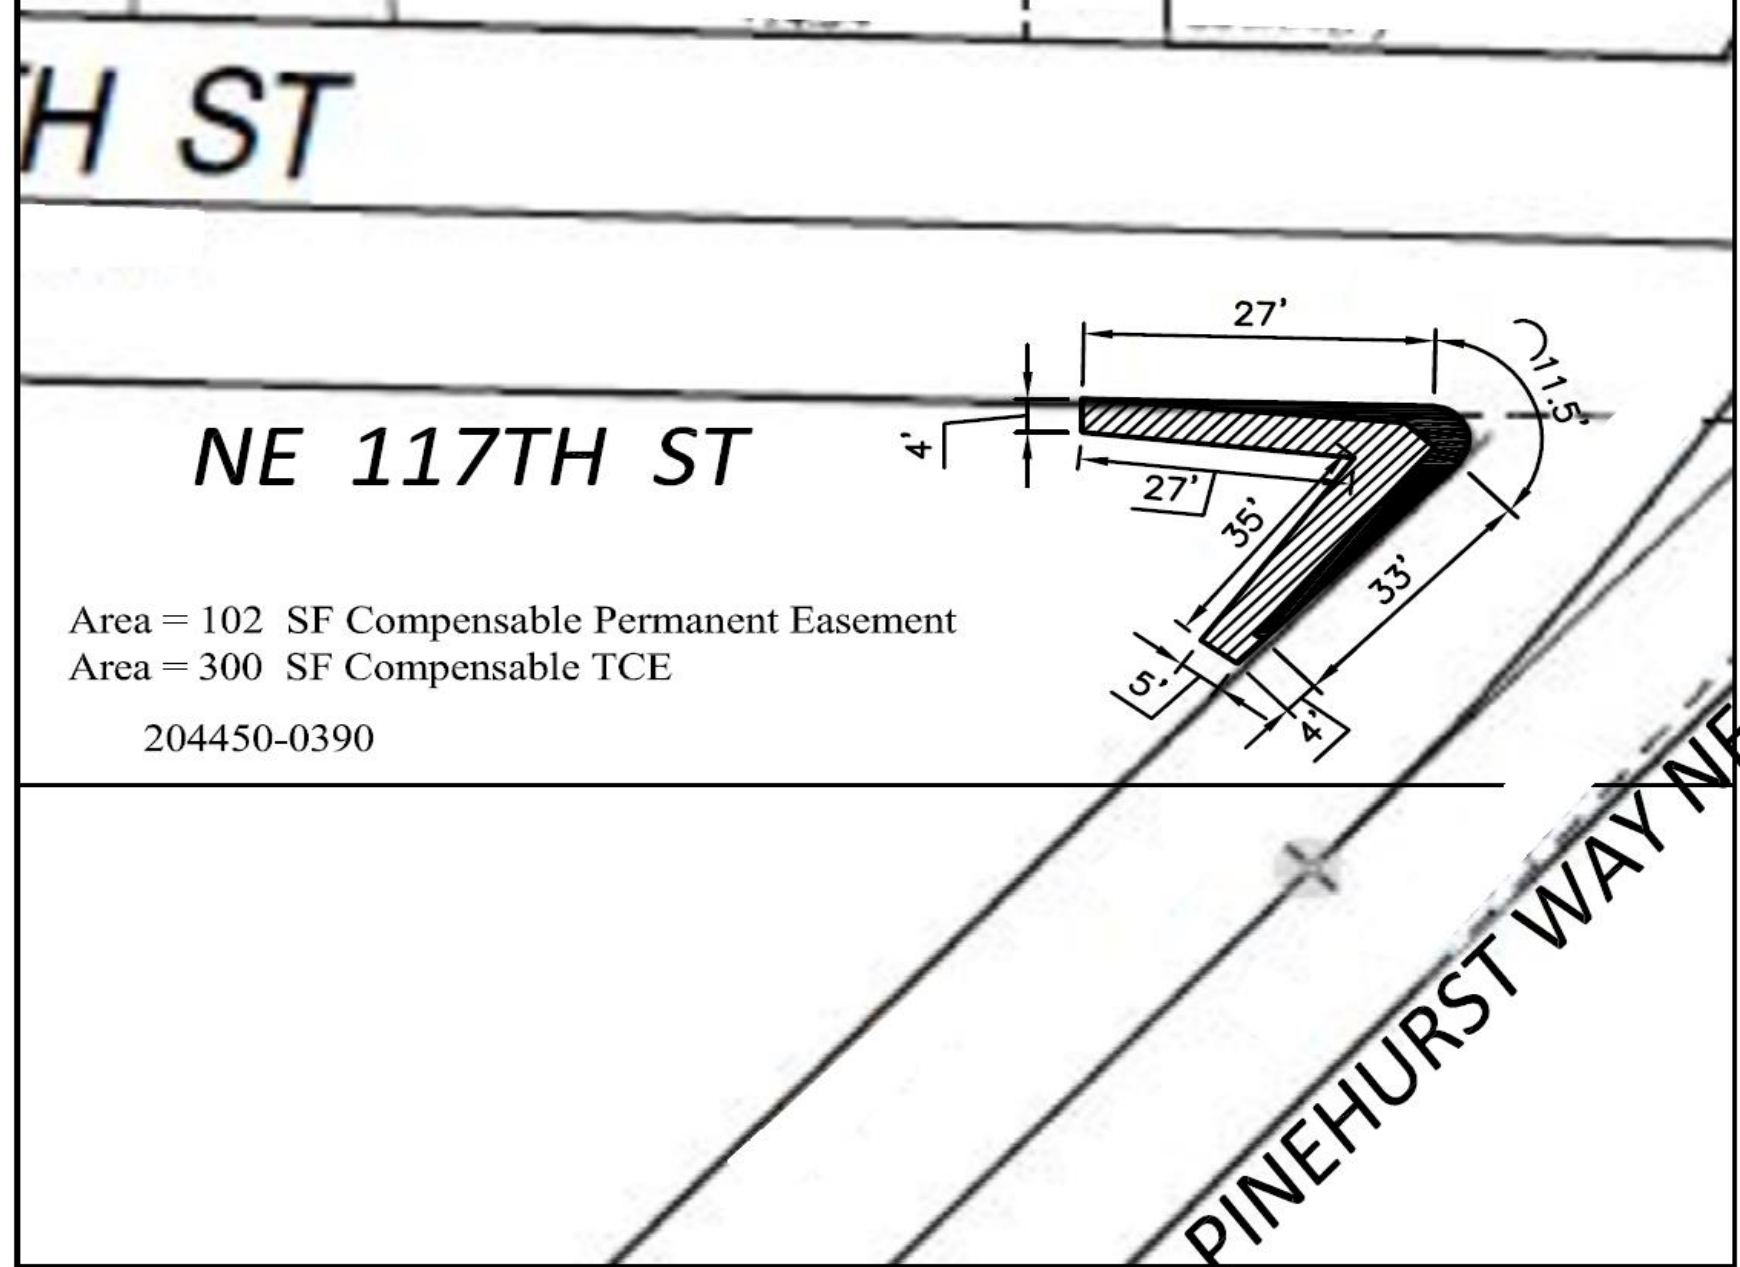 TH ST
27'
11.5'
4'
NE 117TH ST
27'
35'
33'
Area = 102 SF Compensable Permanent Easement
Area = 300 SF Compensable TCE
5'
4'
204450-0390
PINEHURST WAY NE